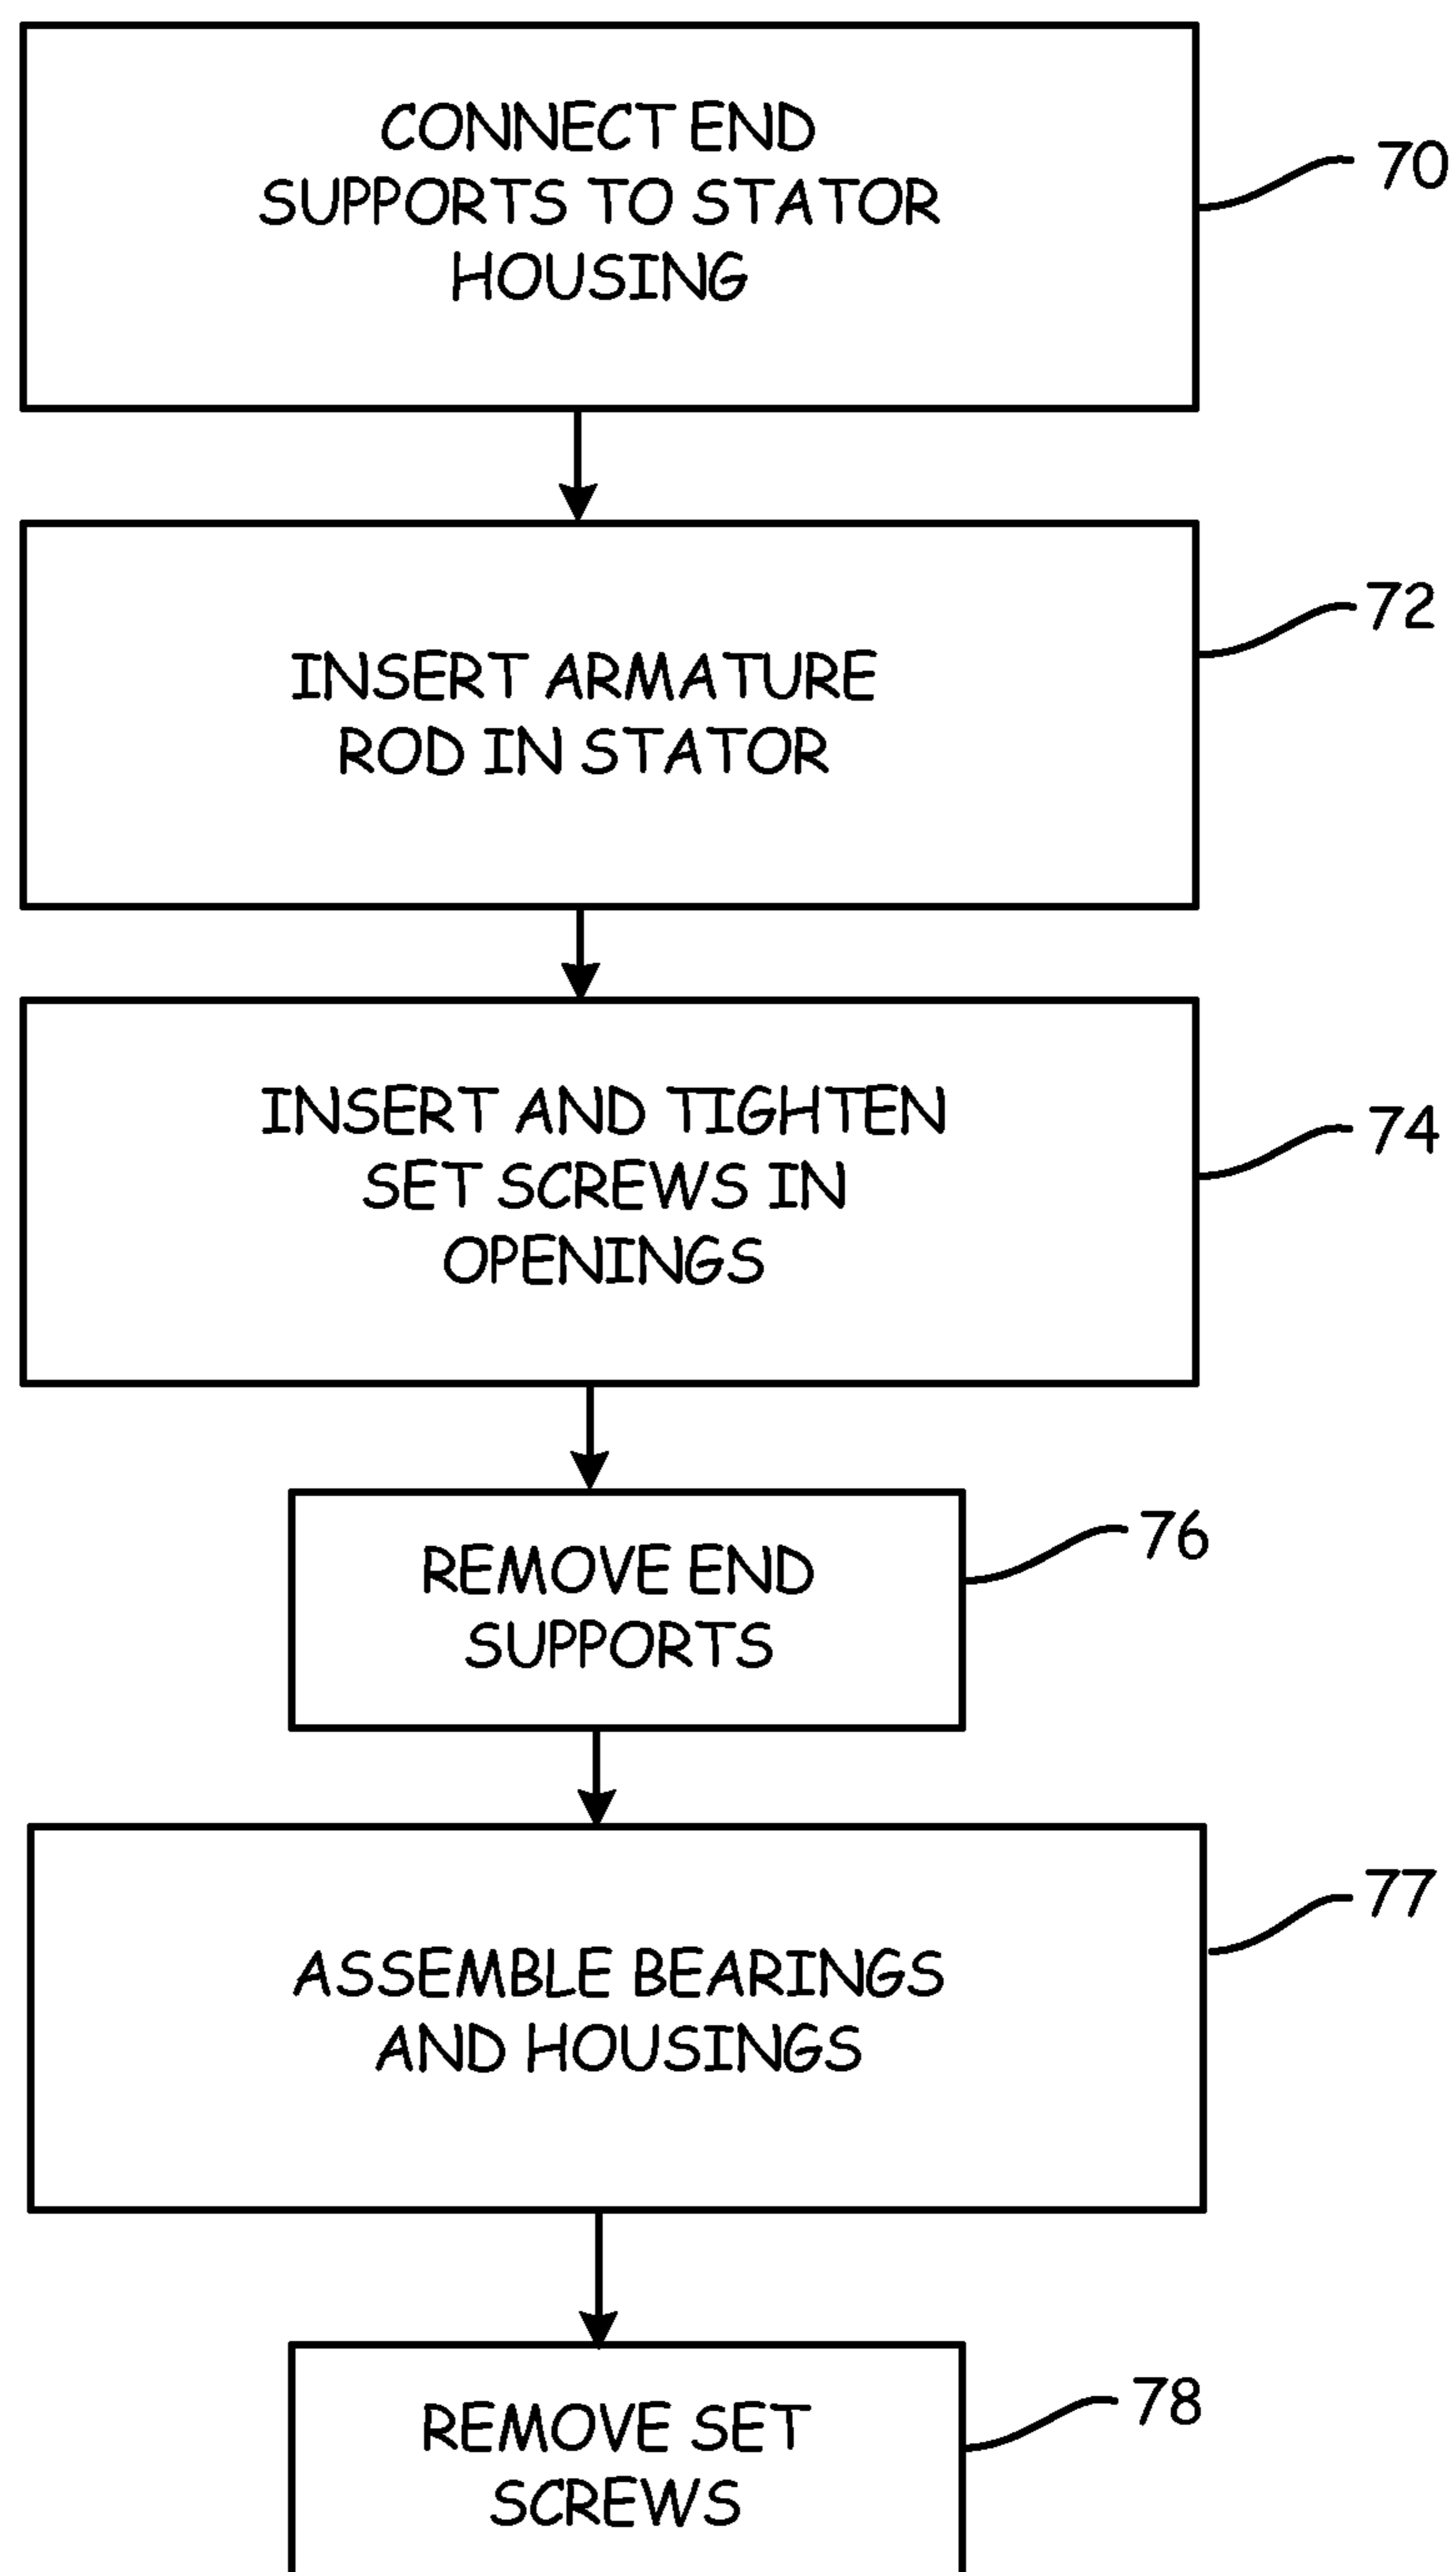 CONNECT END
SUPPORTS TO STATOR
HOUSING
70
INSERT ARMATURE
ROD IN STATOR
72
INSERT AND TIGHTEN
SET SCREWS IN
OPENINGS
74
REMOVE END
SUPPORTS
76
ASSEMBLE BEARINGS
AND HOUSINGS
77
REMOVE SET
SCREWS
78